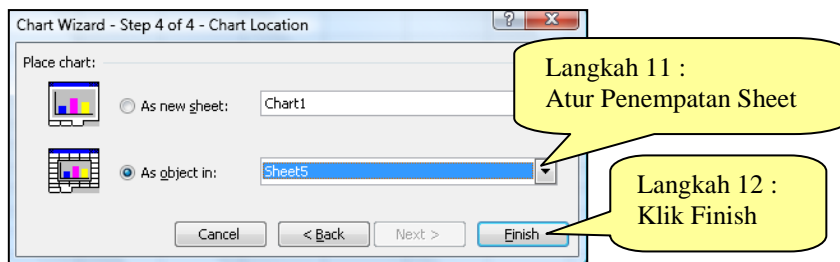 Chart Wizard - Step 4 of 4 - Chart Location
Place chart:
As new sheet: Chart1
As object in: Sheet5
Cancel < Back Next > Finish
Langkah 11 :
Atur Penempatan Sheet
Langkah 12 :
Klik Finish